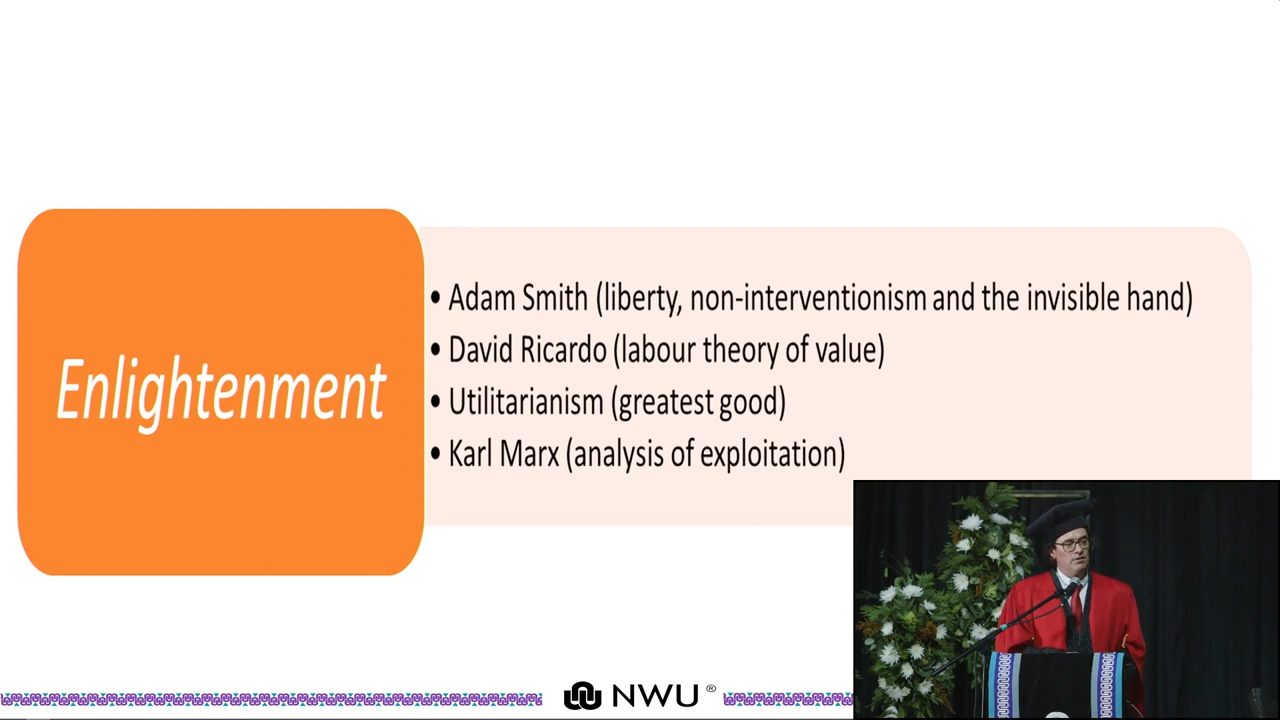 Enlightenment
• Adam Smith (liberty, non-interventionism and the invisible hand)
• David Ricardo (labour theory of value)
• Utilitarianism (greatest good)
• Karl Marx (analysis of exploitation)
NWU ®